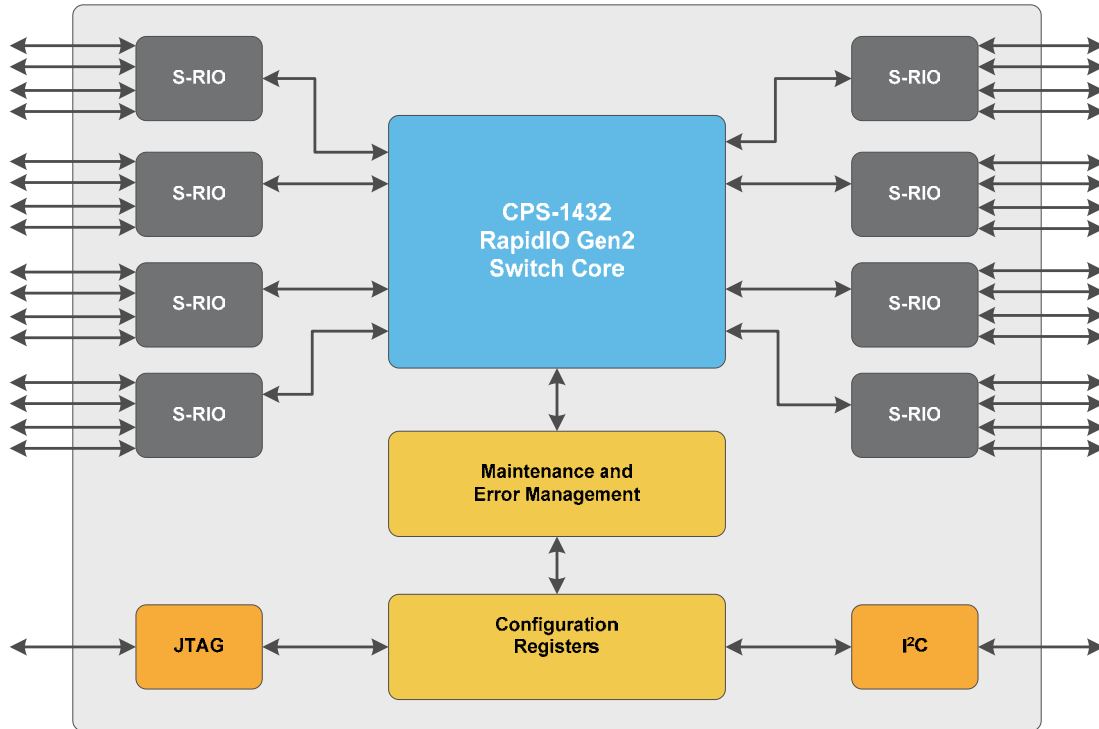 S-RIO
S-RIO
S-RIO
S-RIO
S-RIO
S-RIO
S-RIO
S-RIO
CPS-1432
RapidIO Gen2
Switch Core
Maintenance and
Error Management
JTAG
Configuration
Registers
I²C